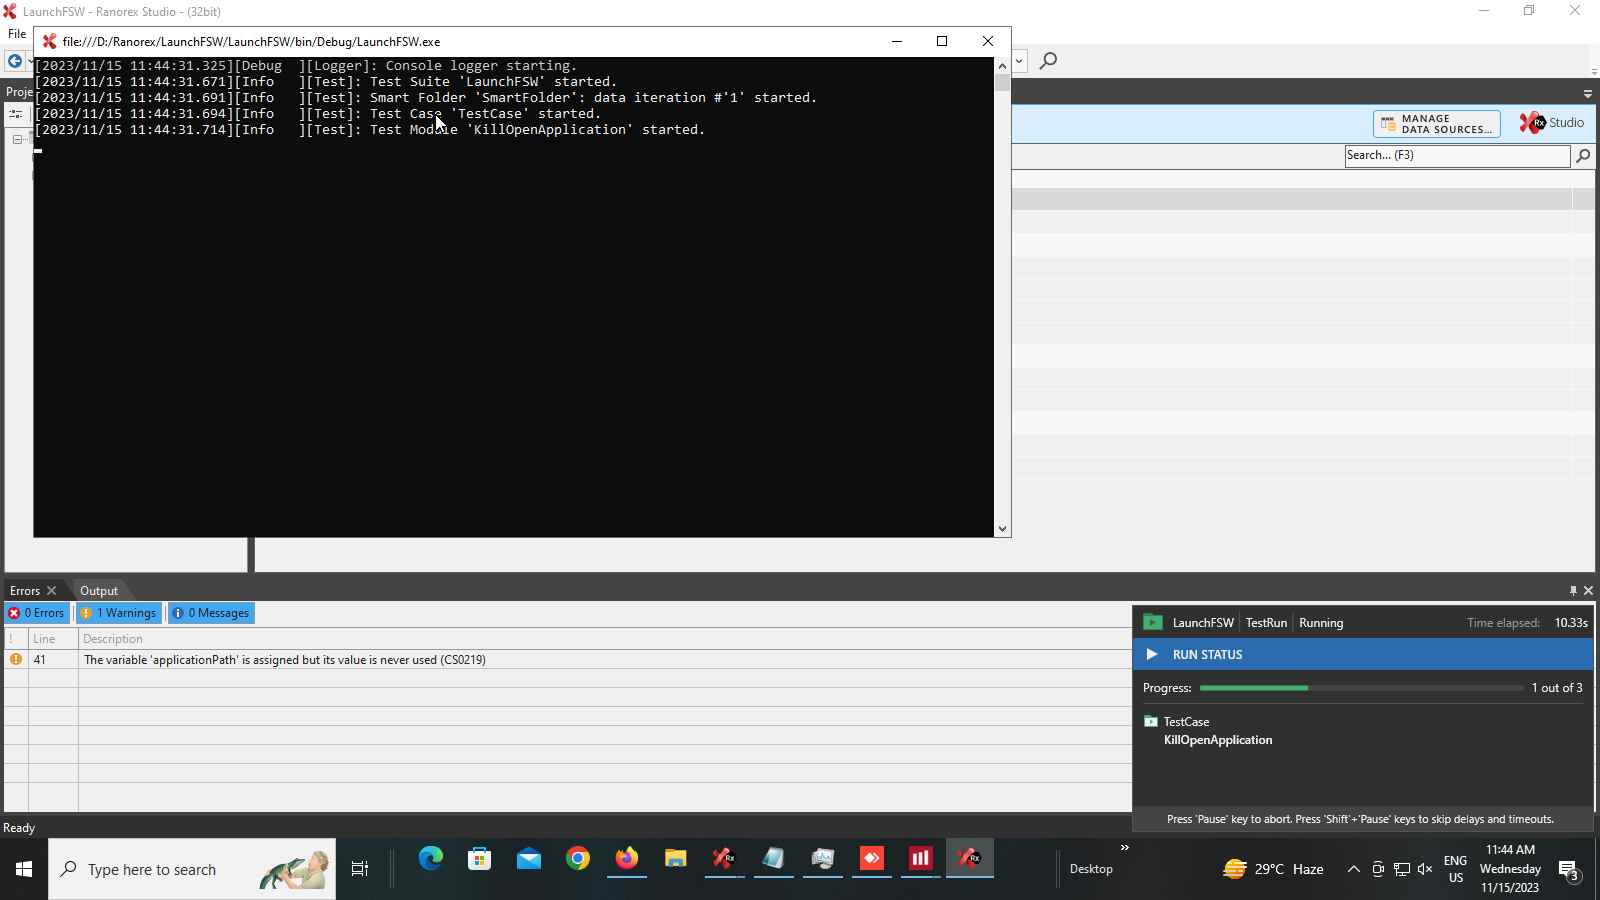 LaunchFSW - Ranorex Studio - (32bit)
File
file:///D:/Ranorex/LaunchFSW/LaunchFSW/bin/Debug/LaunchFSW.exe
[2023/11/15 11:44:31.325][Debug  ][Logger]: Console logger starting.
[2023/11/15 11:44:31.671][Info   ][Test]: Test Suite 'LaunchFSW' started.
[2023/11/15 11:44:31.691][Info   ][Test]: Smart Folder 'SmartFolder': data iteration #'1' started.
[2023/11/15 11:44:31.694][Info   ][Test]: Test Case 'TestCase' started.
[2023/11/15 11:44:31.714][Info   ][Test]: Test Module 'KillOpenApplication' started.
Proje
MANAGE
DATA SOURCES...
Rx Studio
Search... (F3)
Errors Output
0 Errors 1 Warnings 0 Messages
! Line Description
41 The variable 'applicationPath' is assigned but its value is never used (CS0219)
LaunchFSW TestRun Running Time elapsed: 10.33s
RUN STATUS
Progress: 1 out of 3
TestCase
KillOpenApplication
Press 'Pause' key to abort. Press 'Shift'+'Pause' keys to skip delays and timeouts.
Ready
Type here to search
Rx
Rx
Desktop
29°C Haze
ENG
US
11:44 AM
Wednesday
11/15/2023
3